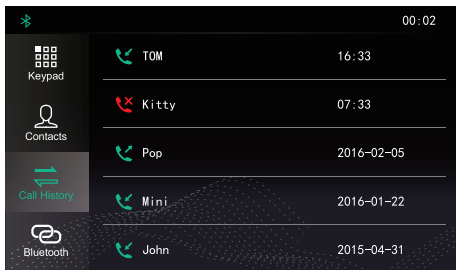 00:02
Keypad
Contacts
Call History
Bluetooth
TOM 16:33
Kitty 07:33
Pop 2016-02-05
Mini 2016-01-22
John 2015-04-31